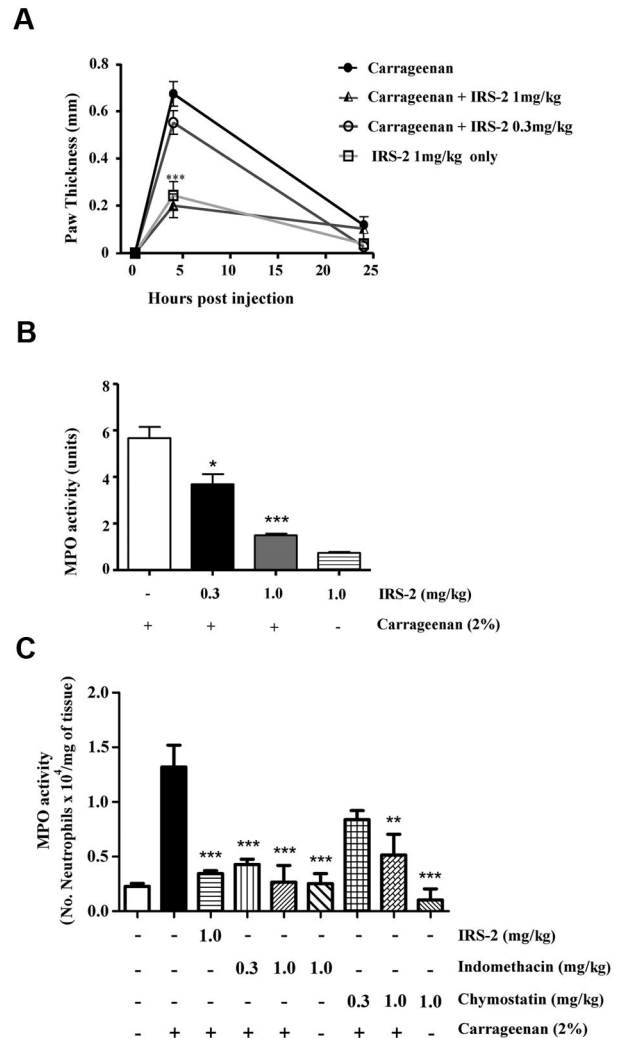 A
0.8
0.6
0.4
0.2
0
Paw Thickness (mm)
***
0 5 10 15 20 25
Hours post injection
Carrageenan
Carrageenan + IRS-2 1mg/kg
Carrageenan + IRS-2 0.3mg/kg
IRS-2 1mg/kg only
B
8
6
4
2
0
MPO activity (units)
*
***
- 0.3 1.0 1.0 IRS-2 (mg/kg)
+ + + - Carrageenan (2%)
C
2.0
1.5
1.0
0.5
0.0
MPO activity
(No. Neutrophils x 10⁴/mg of tissue)
*** *** *** *** ** ***
- - 1.0 - - - - - - IRS-2 (mg/kg)
- - - 0.3 1.0 1.0 - - - Indomethacin (mg/kg)
- - - - - - 0.3 1.0 1.0 Chymostatin (mg/kg)
- + + + + - + + - Carrageenan (2%)